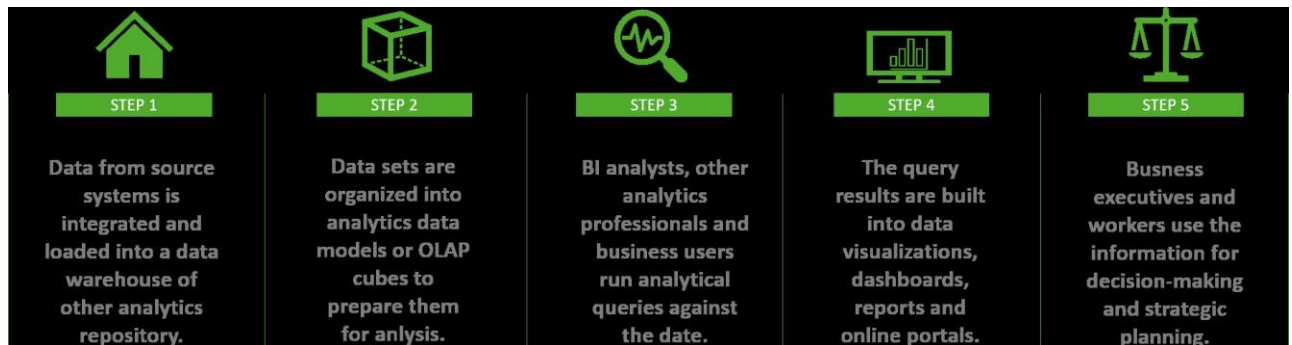 STEP 1
Data from source
systems is
integrated and
loaded into a data
warehouse of
other analytics
repository.
STEP 2
Data sets are
organized into
analytics data
models or OLAP
cubes to
prepare them
for anlysis.
STEP 3
BI analysts, other
analytics
professionals and
business users
run analytical
queries against
the date.
STEP 4
The query
results are built
into data
visualizations,
dashboards,
reports and
online portals.
STEP 5
Busness
executives and
workers use the
information for
decision-making
and strategic
planning.